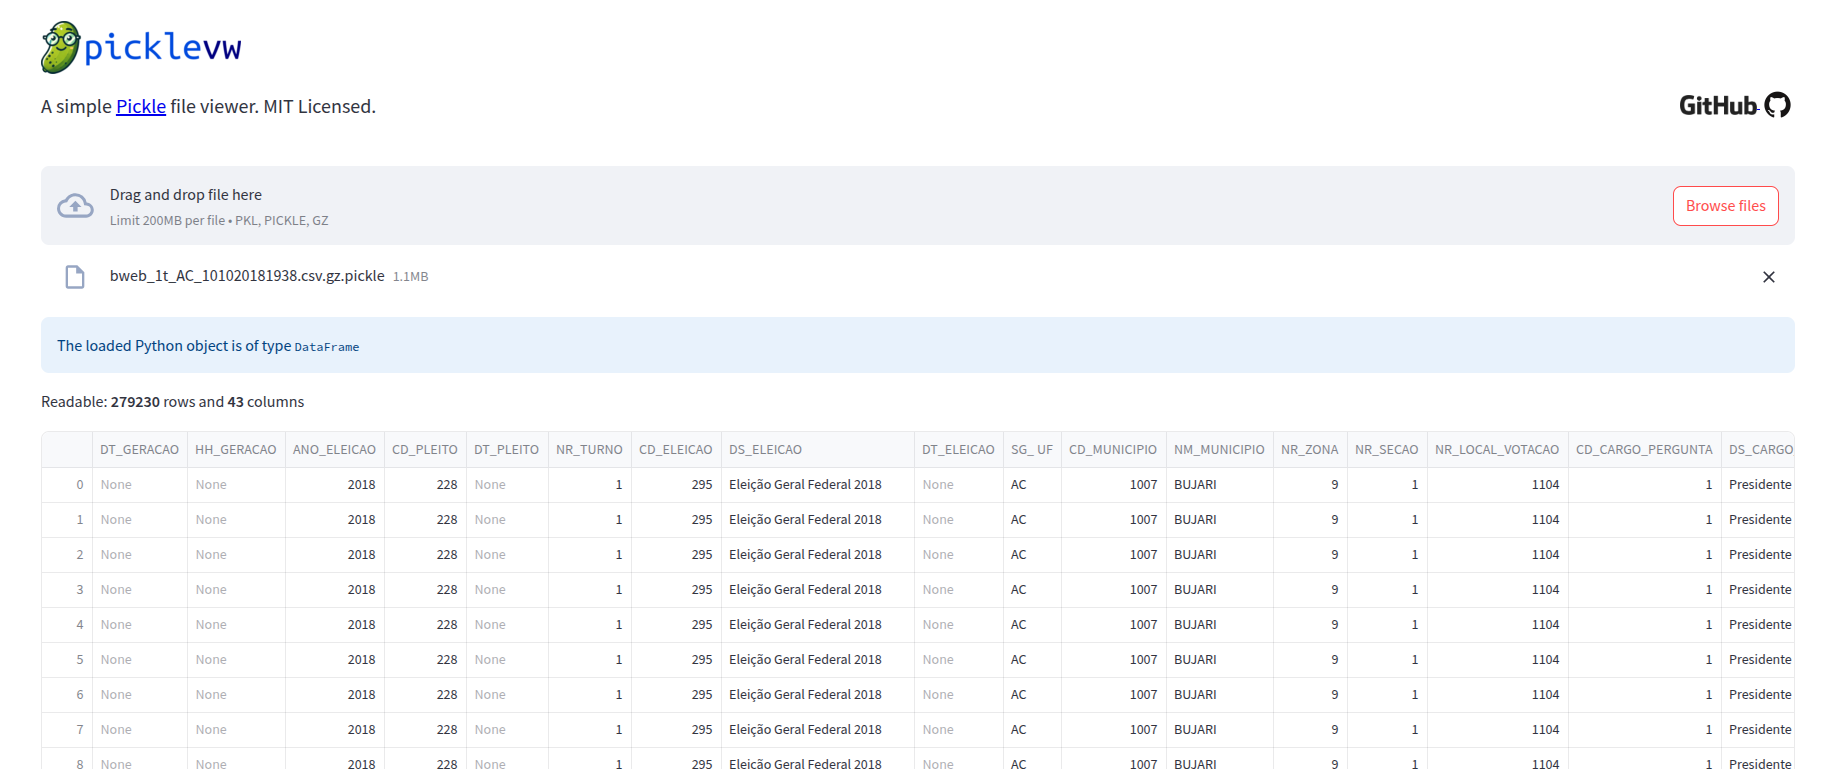 picklevw
A simple Pickle file viewer. MIT Licensed.
GitHub
Drag and drop file here
Limit 200MB per file • PKL, PICKLE, GZ
Browse files
bweb_1t_AC_101020181938.csv.gz.pickle 1.1MB
The loaded Python object is of type DataFrame
Readable: 279230 rows and 43 columns
DT_GERACAO HH_GERACAO ANO_ELEICAO CD_PLEITO DT_PLEITO NR_TURNO CD_ELEICAO DS_ELEICAO DT_ELEICAO SG_ UF CD_MUNICIPIO NM_MUNICIPIO NR_ZONA NR_SECAO NR_LOCAL_VOTACAO CD_CARGO_PERGUNTA DS_CARGO
0 None None 2018 228 None 1 295 Eleição Geral Federal 2018 None AC 1007 BUJARI 9 1 1104 1 Presidente
1 None None 2018 228 None 1 295 Eleição Geral Federal 2018 None AC 1007 BUJARI 9 1 1104 1 Presidente
2 None None 2018 228 None 1 295 Eleição Geral Federal 2018 None AC 1007 BUJARI 9 1 1104 1 Presidente
3 None None 2018 228 None 1 295 Eleição Geral Federal 2018 None AC 1007 BUJARI 9 1 1104 1 Presidente
4 None None 2018 228 None 1 295 Eleição Geral Federal 2018 None AC 1007 BUJARI 9 1 1104 1 Presidente
5 None None 2018 228 None 1 295 Eleição Geral Federal 2018 None AC 1007 BUJARI 9 1 1104 1 Presidente
6 None None 2018 228 None 1 295 Eleição Geral Federal 2018 None AC 1007 BUJARI 9 1 1104 1 Presidente
7 None None 2018 228 None 1 295 Eleição Geral Federal 2018 None AC 1007 BUJARI 9 1 1104 1 Presidente
8 None None 2018 228 None 1 295 Eleição Geral Federal 2018 None AC 1007 BUJARI 9 1 1104 1 Presidente